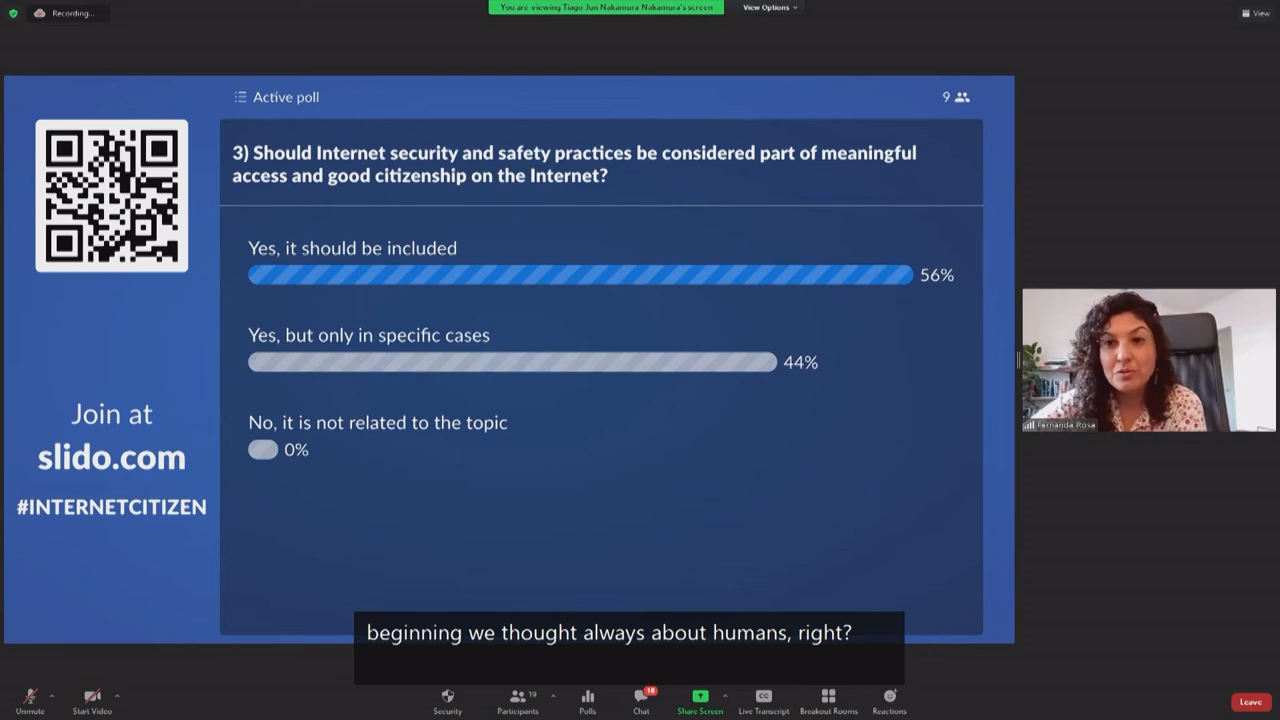 Recording...
You are viewing Tiago Jun Nakamura Nakamura's screen
View Options
View
Active poll
9
3) Should Internet security and safety practices be considered part of meaningful
access and good citizenship on the Internet?
Yes, it should be included
56%
Yes, but only in specific cases
44%
No, it is not related to the topic
0%
Join at
slido.com
#INTERNETCITIZEN
Fernanda Rosa
beginning we thought always about humans, right?
Unmute
Start Video
Security
Participants
19
Polls
Chat
18
Share Screen
CC
Live Transcript
Breakout Rooms
Reactions
Leave